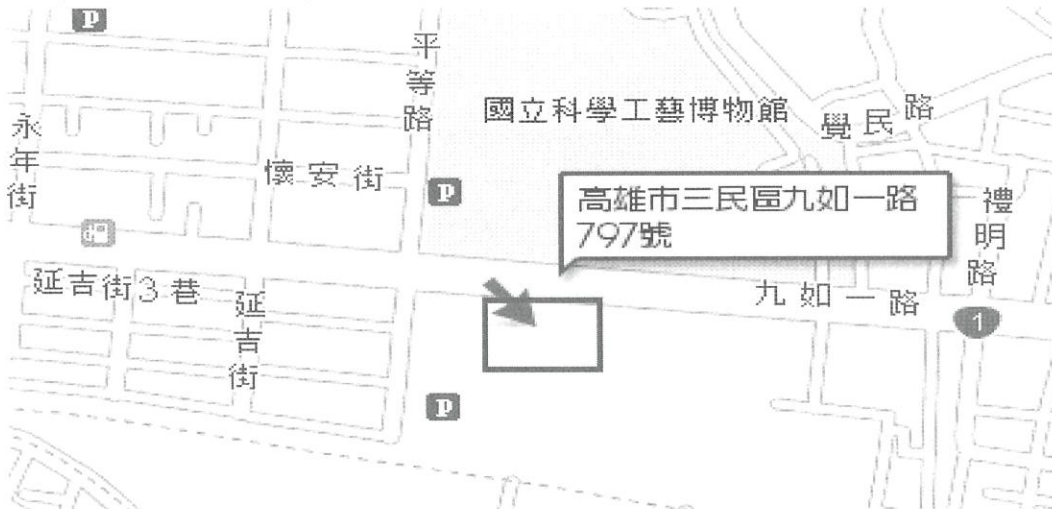 P
平等路
國立科學工藝博物館
覺民路
永年街
懷安街
P
高雄市三民區九如一路
797號
禮明路
延吉街3巷
延吉街
九如一路
1
P